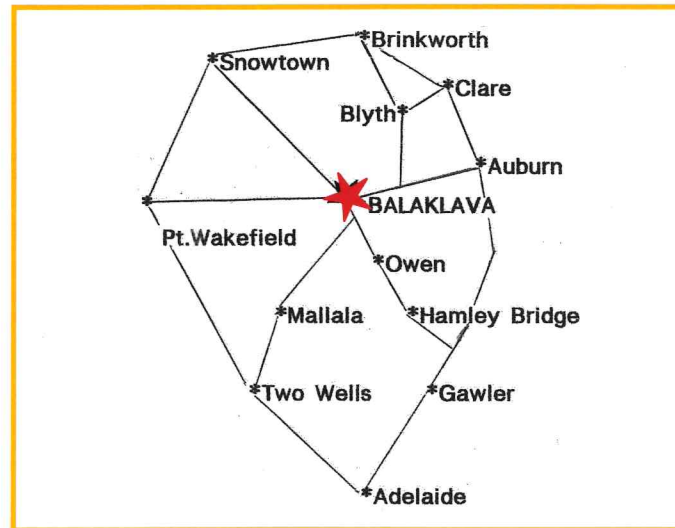 *Brinkworth
*Snowtown
*Clare
Blyth*
*Auburn
BALAKLAVA
*
Pt.Wakefield
*Owen
*Mallala
*Hamley Bridge
*Two Wells
*Gawler
*Adelaide